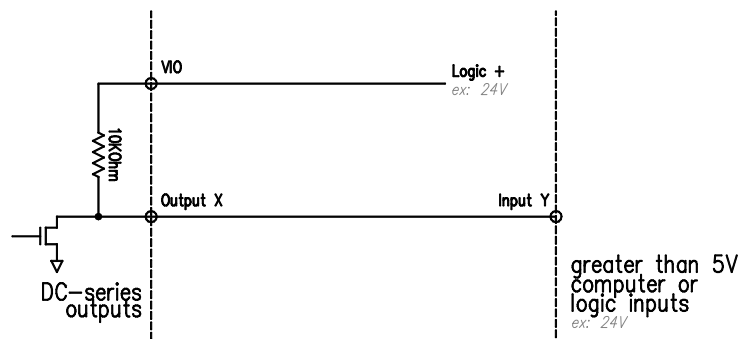 VIO
Logic +
ex: 24V
10KOhm
Output X
Input Y
DC-series
outputs
greater than 5V
computer or
logic inputs
ex: 24V